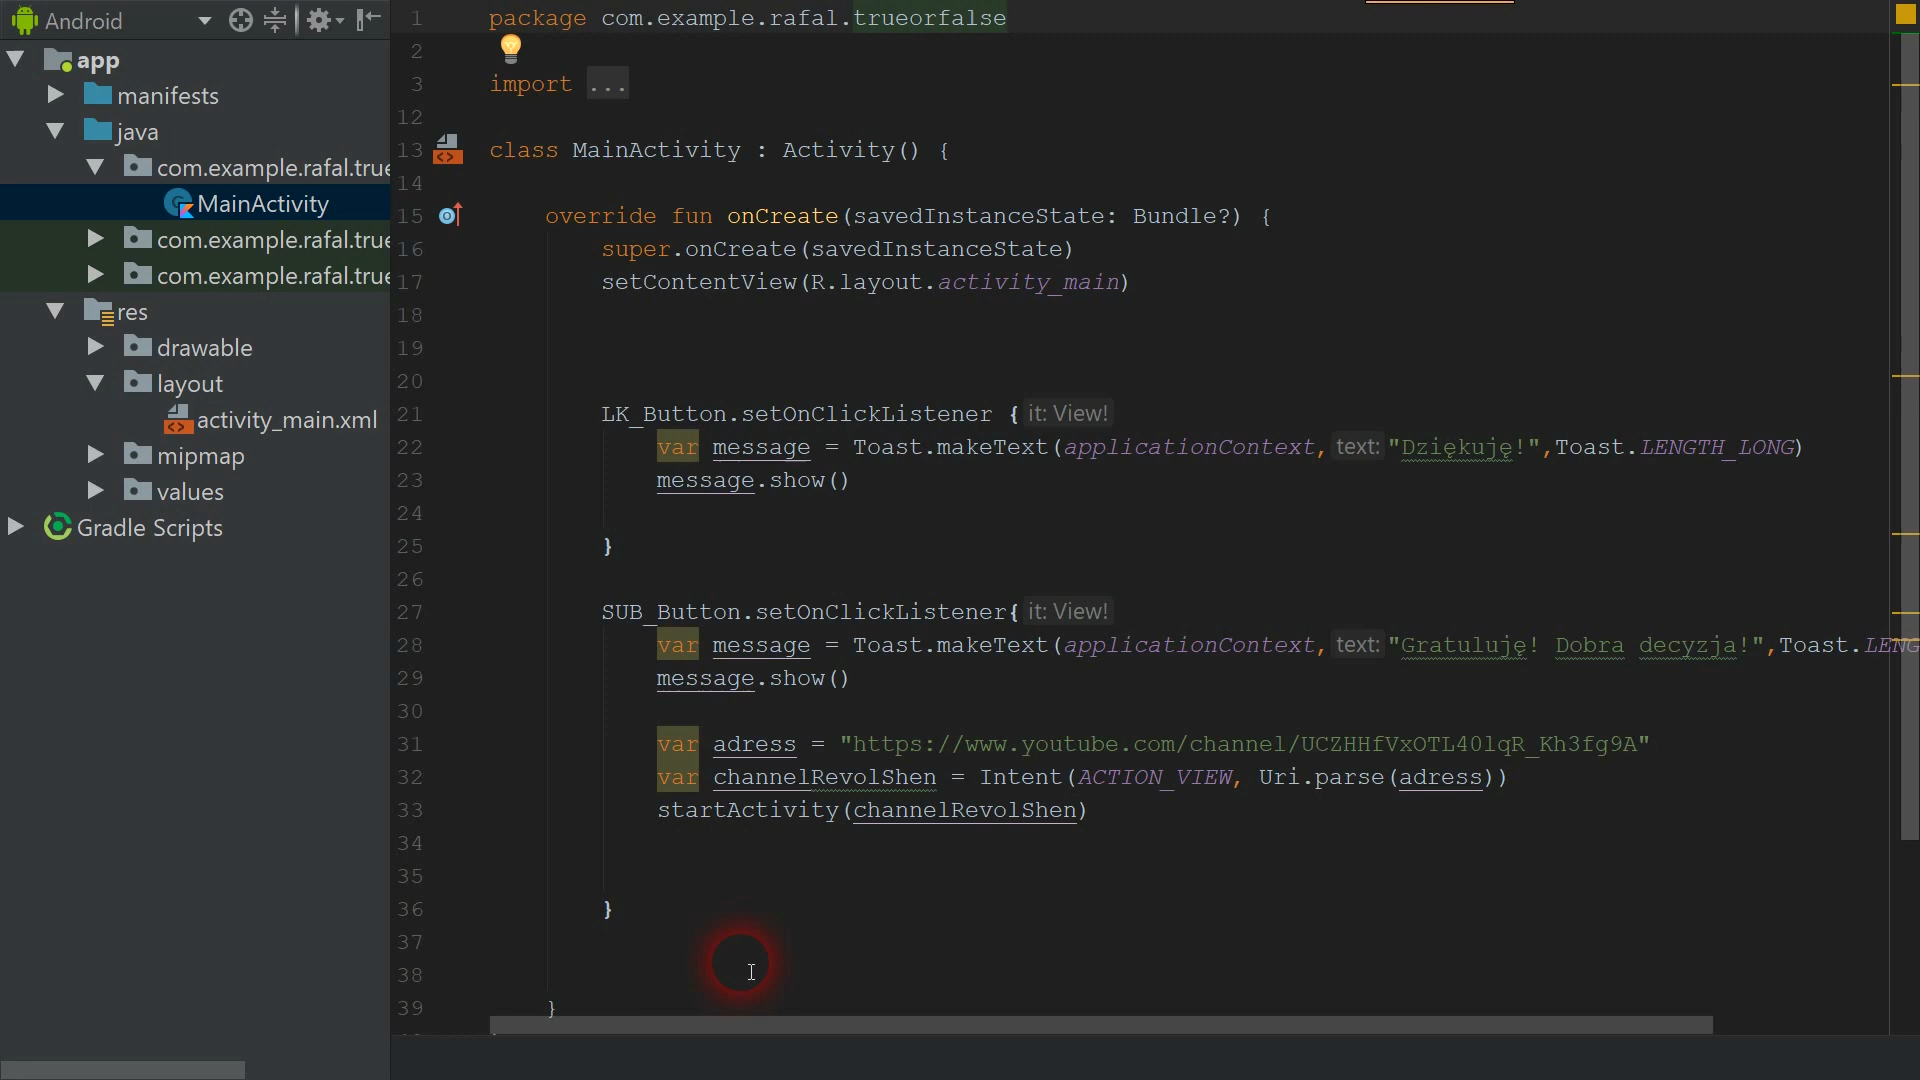 Android
app
manifests
java
com.example.rafal.true
MainActivity
com.example.rafal.true
com.example.rafal.true
res
drawable
layout
activity_main.xml
mipmap
values
Gradle Scripts
1 package com.example.rafal.trueorfalse
2
3 import ...
12
13 class MainActivity : Activity() {
14
15 override fun onCreate(savedInstanceState: Bundle?) {
16 super.onCreate(savedInstanceState)
17 setContentView(R.layout.activity_main)
18
19
20
21 LK_Button.setOnClickListener { it: View!
22 var message = Toast.makeText(applicationContext, text: "Dziękuję!",Toast.LENGTH_LONG)
23 message.show()
24
25 }
26
27 SUB_Button.setOnClickListener{ it: View!
28 var message = Toast.makeText(applicationContext, text: "Gratuluję! Dobra decyzja!",Toast.LENG
29 message.show()
30
31 var adress = "https://www.youtube.com/channel/UCZHHfVxOTL40lqR_Kh3fg9A"
32 var channelRevolShen = Intent(ACTION_VIEW, Uri.parse(adress))
33 startActivity(channelRevolShen)
34
35
36 }
37
38
39 }